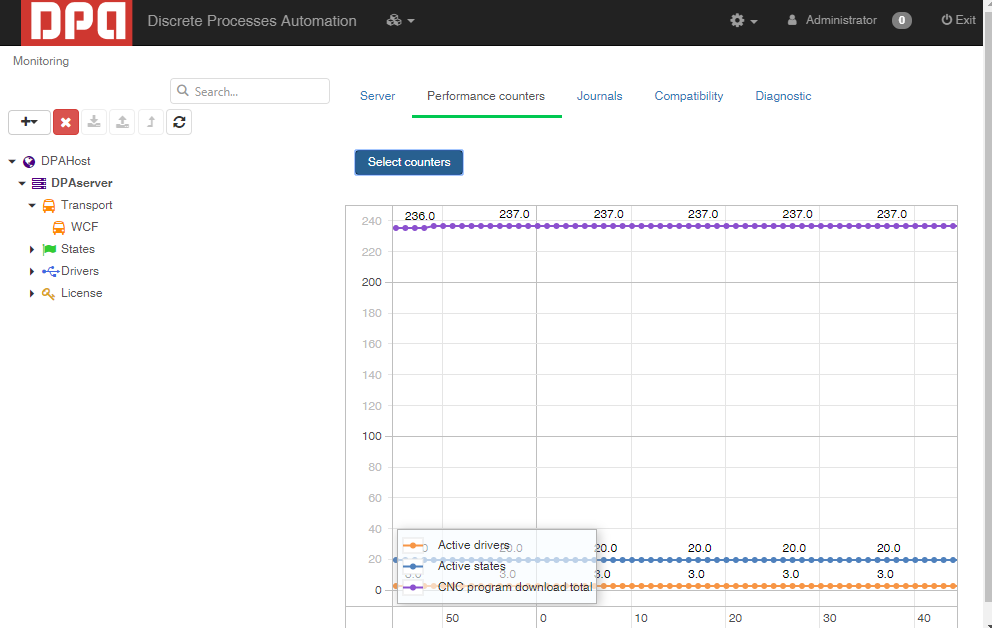 DPA Discrete Processes Automation Administrator 0 Exit
Monitoring
Search...
Server Performance counters Journals Compatibility Diagnostic
DPAHost
DPAserver
Transport
WCF
States
Drivers
License
Select counters
236.0 237.0 237.0 237.0 237.0 237.0
240
220
200
180
160
140
120
100
80
60
40
20
0
20.0 20.0 20.0 20.0 20.0
3.0 3.0 3.0 3.0 3.0 3.0
Active drivers
Active states
CNC program download total
50 0 10 20 30 40